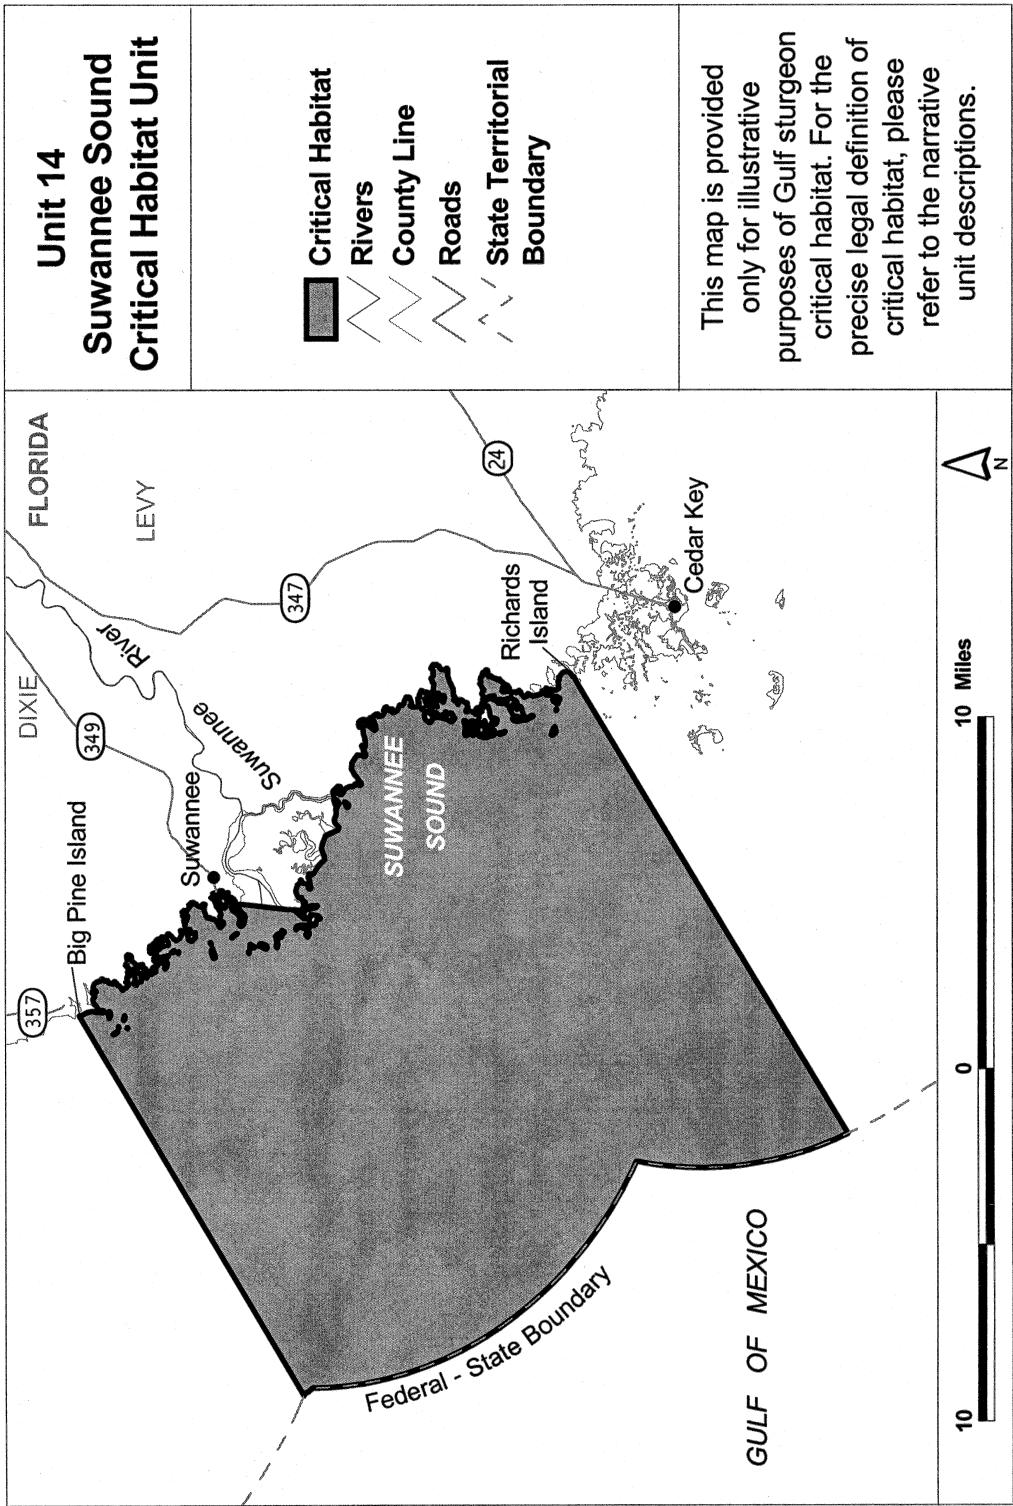 Unit 14
Suwannee Sound
Critical Habitat Unit
Critical Habitat
Rivers
County Line
Roads
State Territorial
Boundary
This map is provided
only for illustrative
purposes of Gulf sturgeon
critical habitat. For the
precise legal definition of
critical habitat, please
refer to the narrative
unit descriptions.
FLORIDA
DIXIE
LEVY
357
349
347
24
Big Pine Island
Suwannee
Suwannee
River
SUWANNEE
SOUND
Richards
Island
Cedar Key
Federal - State Boundary
GULF OF MEXICO
10
0
10 Miles
N